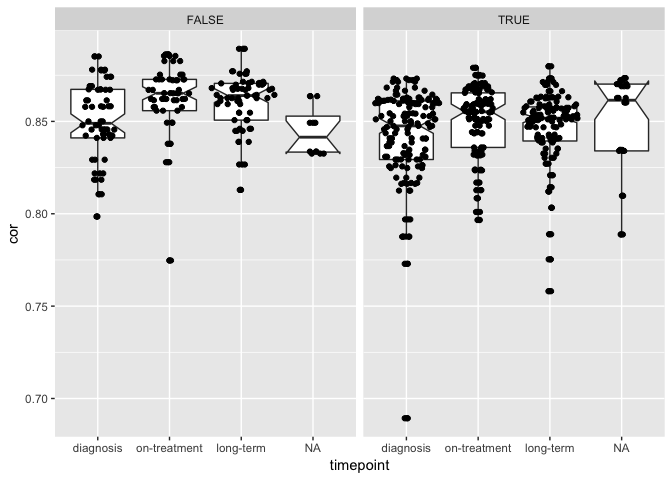 FALSE
TRUE
cor
0.85
0.80
0.75
0.70
diagnosis on-treatment long-term NA
diagnosis on-treatment long-term NA
timepoint